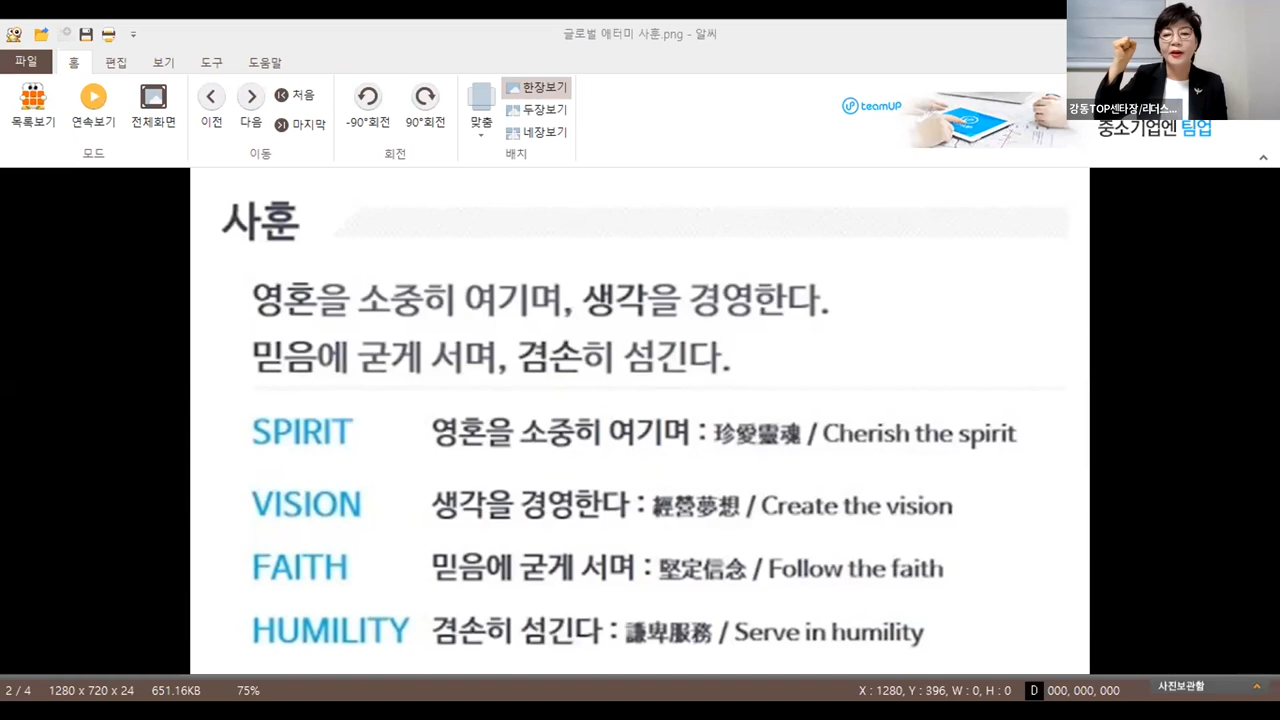 글로벌 애터미 사훈.png - 알씨
파일 홈 편집 보기 도구 도움말
목록보기 연속보기 전체화면
모드
이전 다음 처음 마지막
이동
-90°회전 90°회전
회전
맞춤 한장보기 두장보기 네장보기
배치
teamUP
중소기업엔 팀업
강동TOP센타장/리더스...
사훈
영혼을 소중히 여기며, 생각을 경영한다.
믿음에 굳게 서며, 겸손히 섬긴다.
SPIRIT 영혼을 소중히 여기며 : 珍愛靈魂 / Cherish the spirit
VISION 생각을 경영한다 : 經營夢想 / Create the vision
FAITH 믿음에 굳게 서며 : 堅定信念 / Follow the faith
HUMILITY 겸손히 섬긴다 : 謙卑服務 / Serve in humility
2 / 4 1280 x 720 x 24 651.16KB 75% X : 1280, Y : 396, W : 0, H : 0 D 000, 000, 000 사진보관함